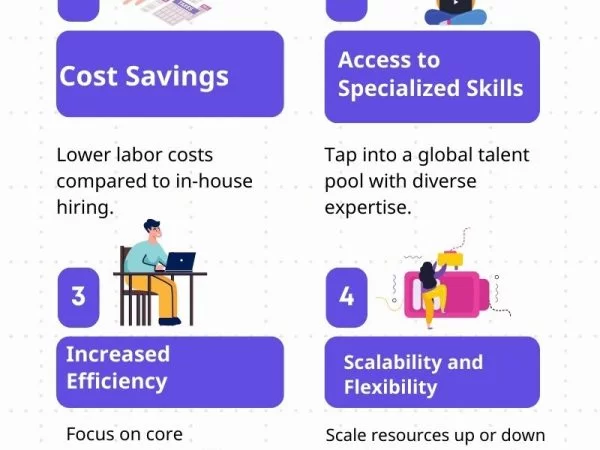 Cost Savings
Access to
Specialized Skills
Lower labor costs
compared to in-house
hiring.
Tap into a global talent
pool with diverse
expertise.
3
4
Increased
Efficiency
Scalability and
Flexibility
Focus on core
Scale resources up or down